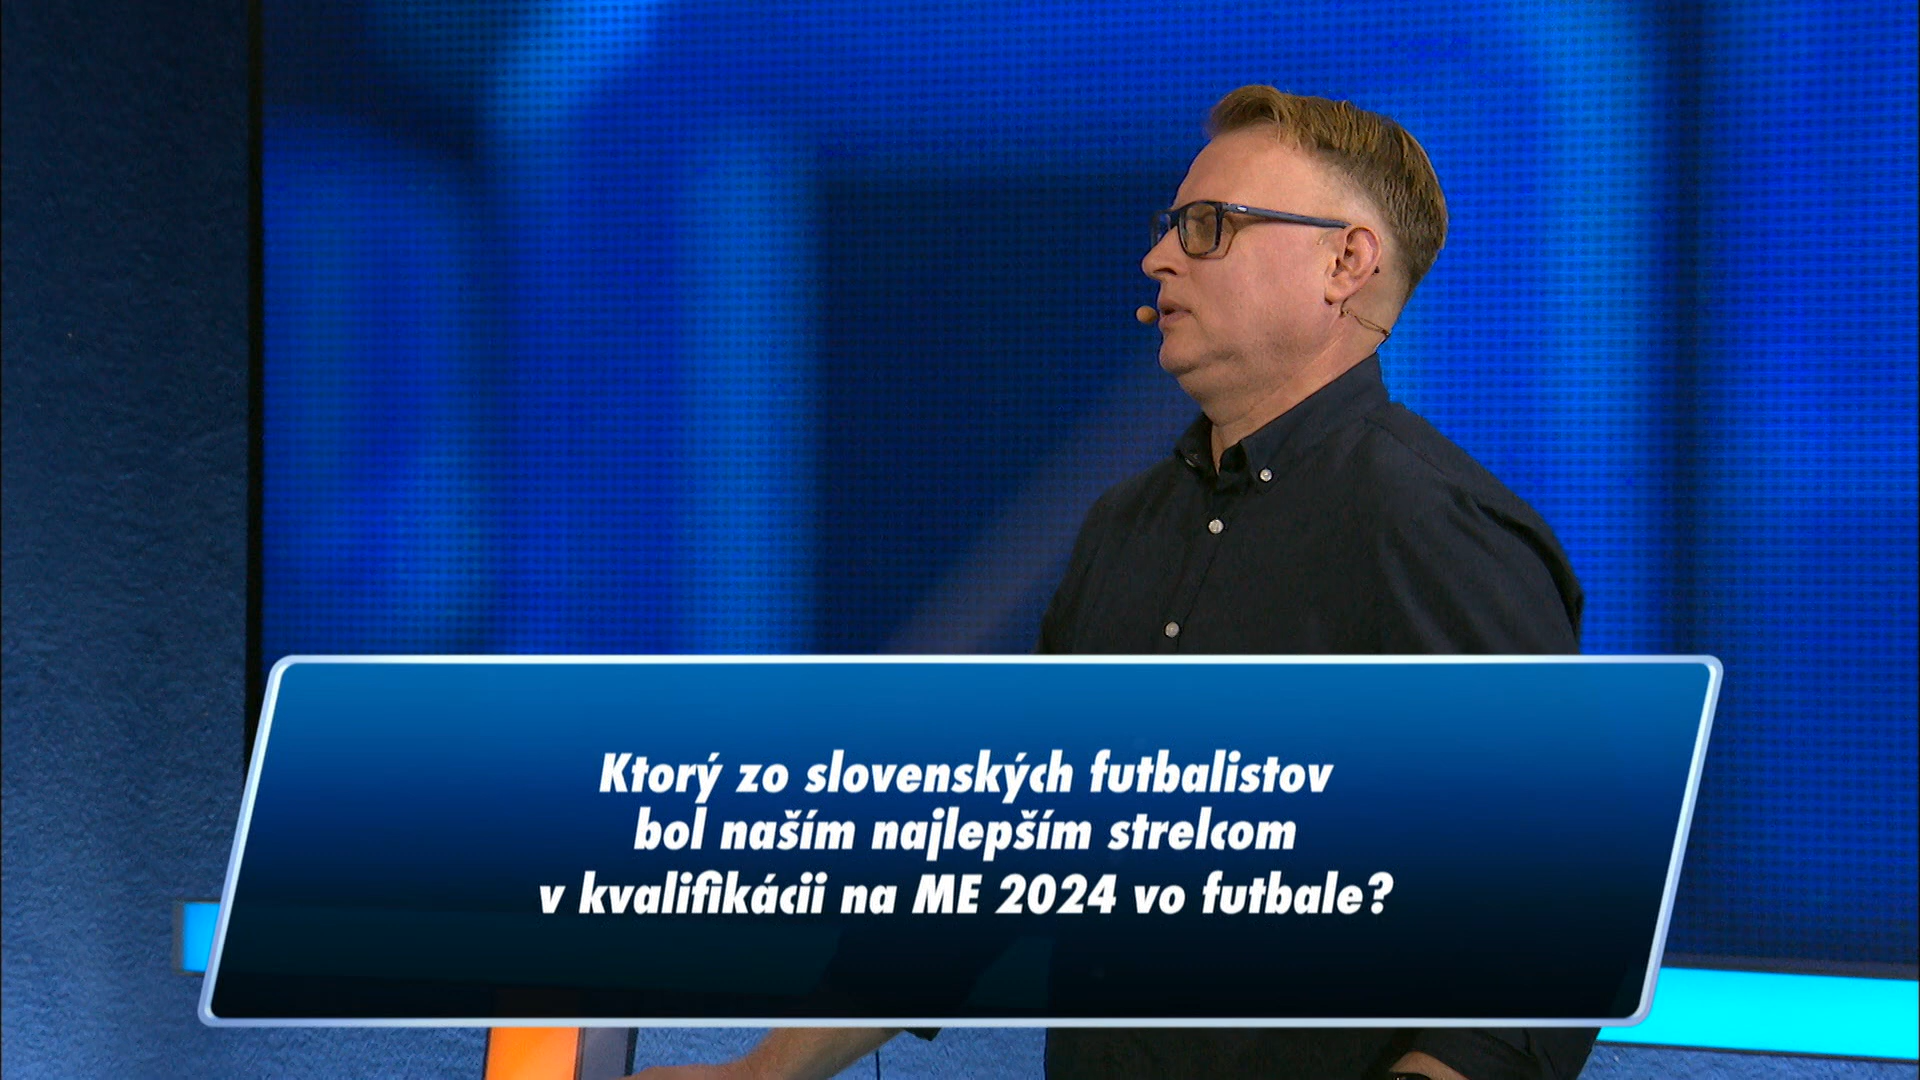 Ktorý zo slovenských futbalistov
bol naším najlepším strelcom
v kvalifikácii na ME 2024 vo futbale?